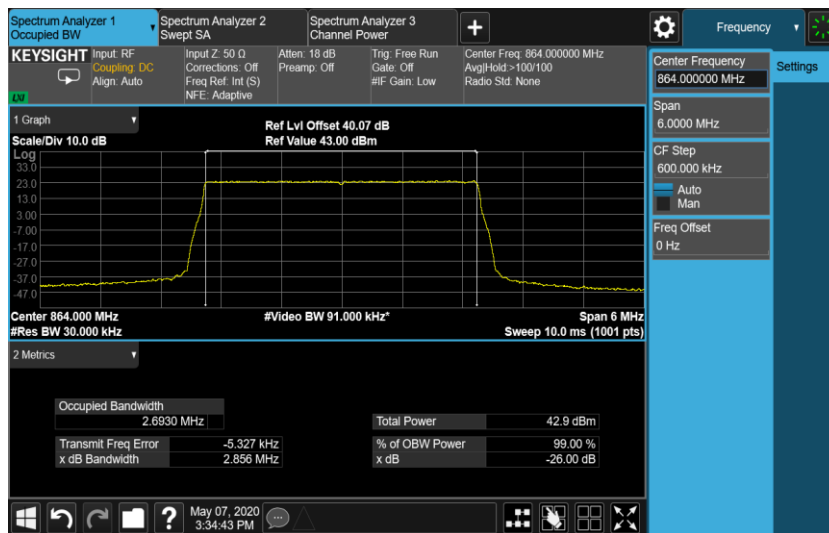 Spectrum Analyzer 1
Occupied BW
Spectrum Analyzer 2
Swept SA
Spectrum Analyzer 3
Channel Power
+
Frequency
KEYSIGHT
Input: RF
Coupling: DC
Align: Auto
Input Z: 50 Ω
Corrections: Off
Freq Ref: Int (S)
NFE: Adaptive
Atten: 18 dB
Preamp: Off
Trig: Free Run
Gate: Off
#IF Gain: Low
Center Freq: 864.000000 MHz
Avg|Hold:>100/100
Radio Std: None
LXI
Center Frequency
864.000000 MHz
Settings
Span
6.0000 MHz
CF Step
600.000 kHz
Auto
Man
Freq Offset
0 Hz
1 Graph
Scale/Div 10.0 dB
Ref Lvl Offset 40.07 dB
Ref Value 43.00 dBm
Log
33.0
23.0
13.0
3.00
-7.00
-17.0
-27.0
-37.0
-47.0
Center 864.000 MHz
#Video BW 91.000 kHz*
Span 6 MHz
#Res BW 30.000 kHz
Sweep 10.0 ms (1001 pts)
2 Metrics
Occupied Bandwidth
2.6930 MHz
Total Power 42.9 dBm
Transmit Freq Error -5.327 kHz
% of OBW Power 99.00 %
x dB Bandwidth 2.856 MHz
x dB -26.00 dB
?
May 07, 2020
3:34:43 PM